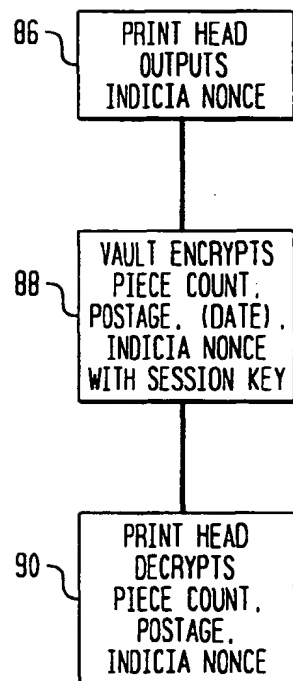 86
PRINT HEAD
OUTPUTS
INDICIA NONCE
88
VAULT ENCRYPTS
PIECE COUNT,
POSTAGE, (DATE),
INDICIA NONCE
WITH SESSION KEY
90
PRINT HEAD
DECRYPTS
PIECE COUNT,
POSTAGE,
INDICIA NONCE